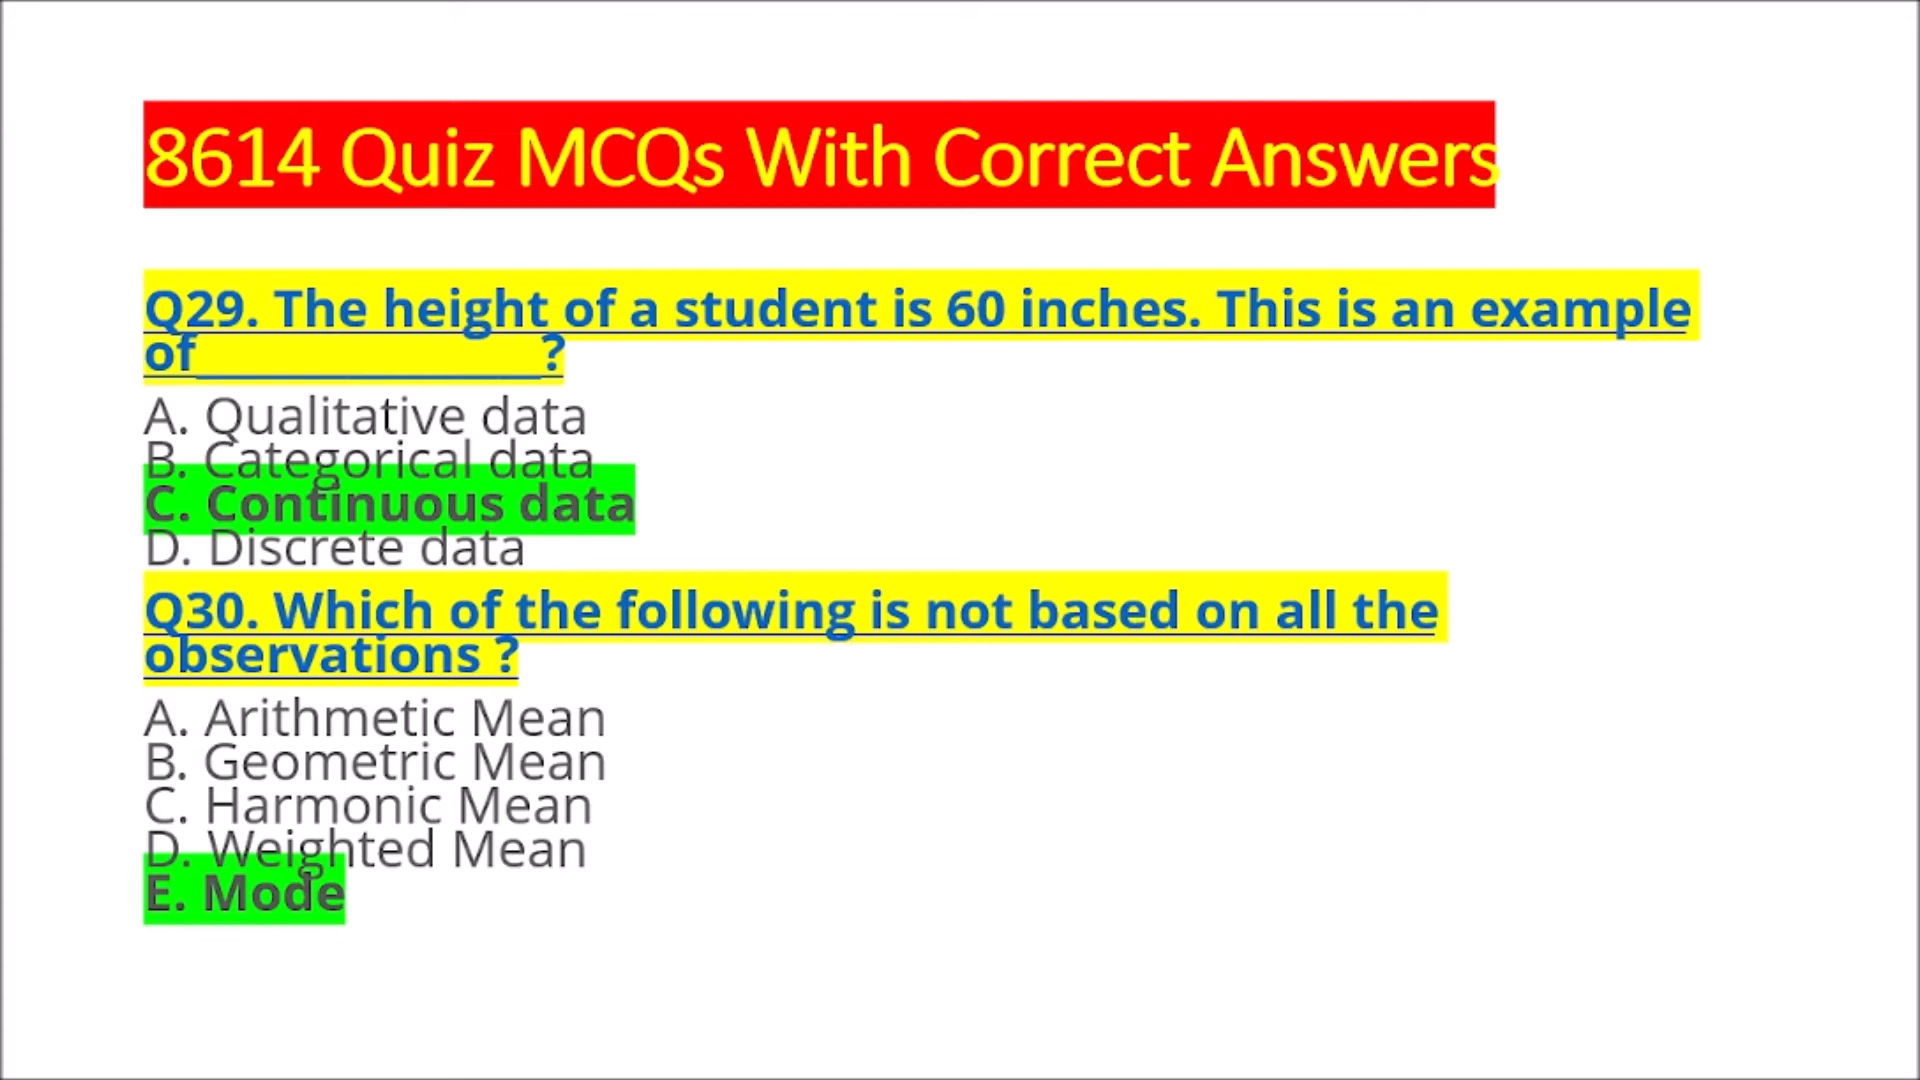 8614 Quiz MCQs With Correct Answers
Q29. The height of a student is 60 inches. This is an example
of_____________?
A. Qualitative data
B. Categorical data
C. Continuous data
D. Discrete data
Q30. Which of the following is not based on all the
observations ?
A. Arithmetic Mean
B. Geometric Mean
C. Harmonic Mean
D. Weighted Mean
E. Mode